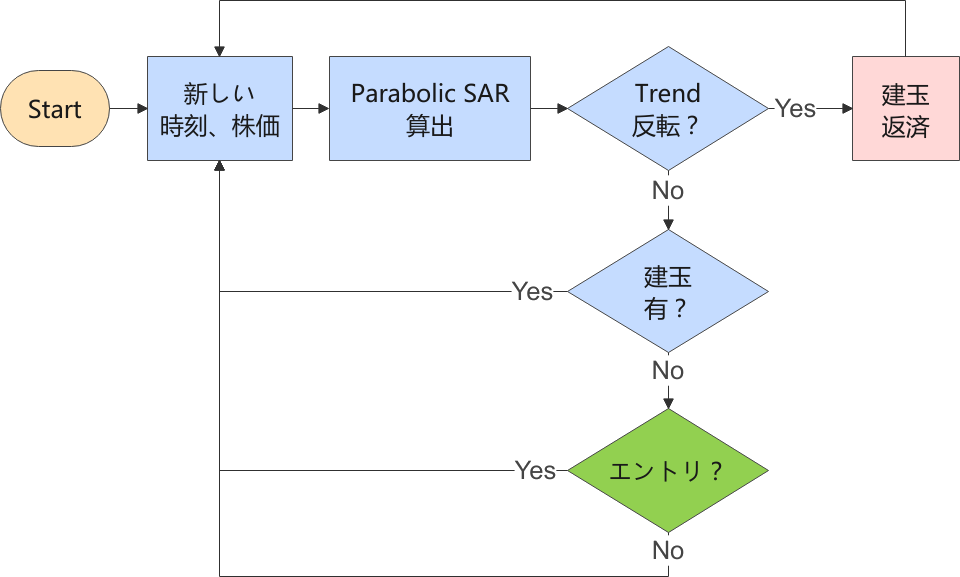 Start
新しい
時刻、株価
Parabolic SAR
算出
Trend
反転？
Yes
建玉
返済
No
建玉
有？
Yes
No
エントリ？
Yes
No